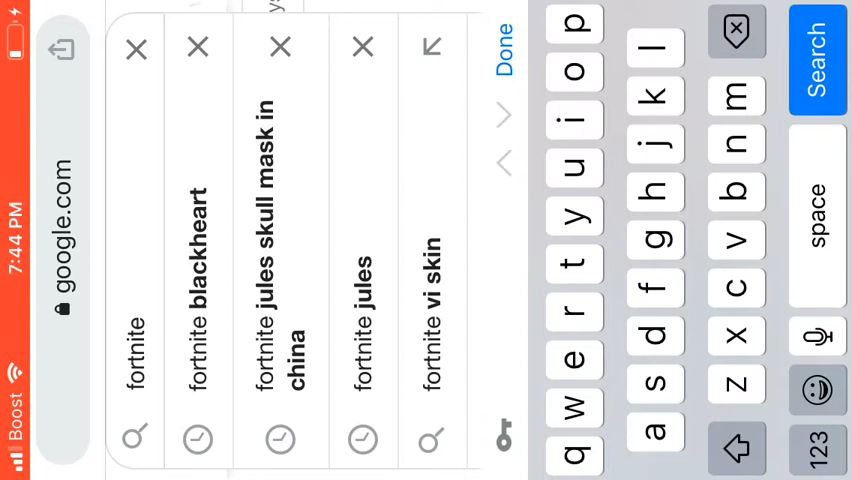 Boost 7:44 PM
google.com
fortnite
fortnite blackheart
fortnite jules skull mask in
china
fortnite jules
fortnite vi skin
Done
q w e r t y u i o p
a s d f g h j k l
z x c v b n m
123 space Search